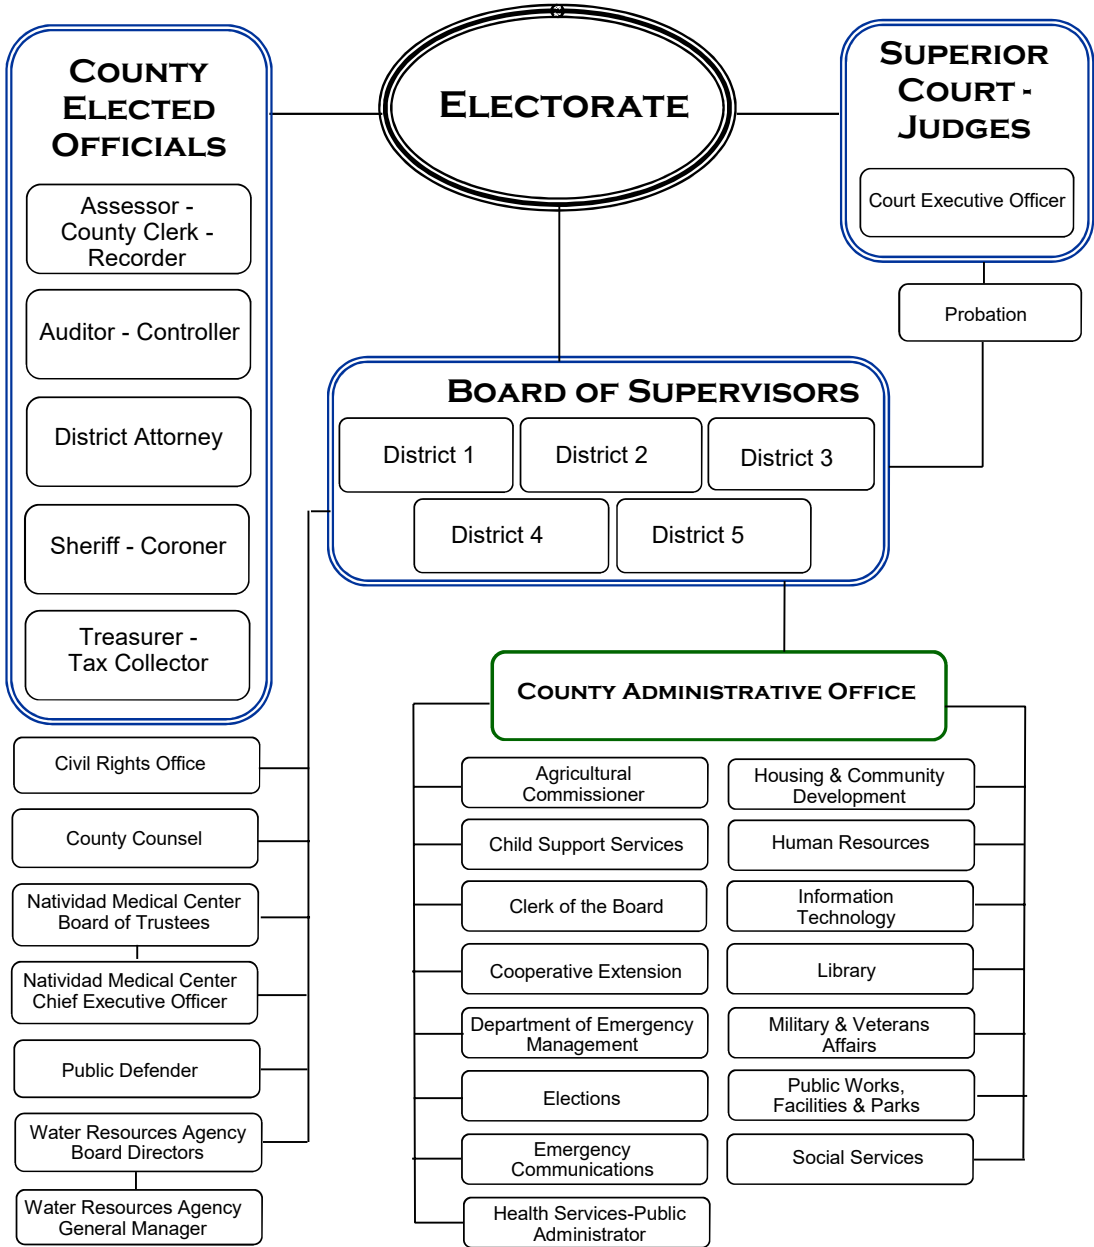 COUNTY
ELECTED
OFFICIALS
Assessor -
County Clerk -
Recorder
Auditor - Controller
District Attorney
Sheriff - Coroner
Treasurer -
Tax Collector
ELECTORATE
SUPERIOR
COURT -
JUDGES
Court Executive Officer
Probation
BOARD OF SUPERVISORS
District 1
District 2
District 3
District 4
District 5
Civil Rights Office
County Counsel
Natividad Medical Center
Board of Trustees
Natividad Medical Center
Chief Executive Officer
Public Defender
Water Resources Agency
Board Directors
Water Resources Agency
General Manager
COUNTY ADMINISTRATIVE OFFICE
Agricultural
Commissioner
Child Support Services
Clerk of the Board
Cooperative Extension
Department of Emergency
Management
Elections
Emergency
Communications
Health Services-Public
Administrator
Housing & Community
Development
Human Resources
Information
Technology
Library
Military & Veterans
Affairs
Public Works,
Facilities & Parks
Social Services